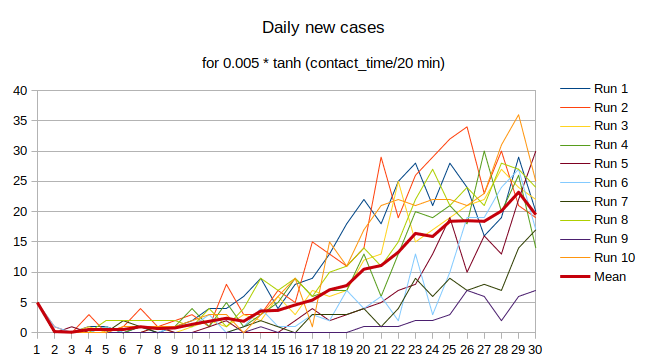 Daily new cases
for 0.005 * tanh (contact_time/20 min)
40
35
30
25
20
15
10
5
0
1 2 3 4 5 6 7 8 9 10 11 12 13 14 15 16 17 18 19 20 21 22 23 24 25 26 27 28 29 30
Run 1
Run 2
Run 3
Run 4
Run 5
Run 6
Run 7
Run 8
Run 9
Run 10
Mean